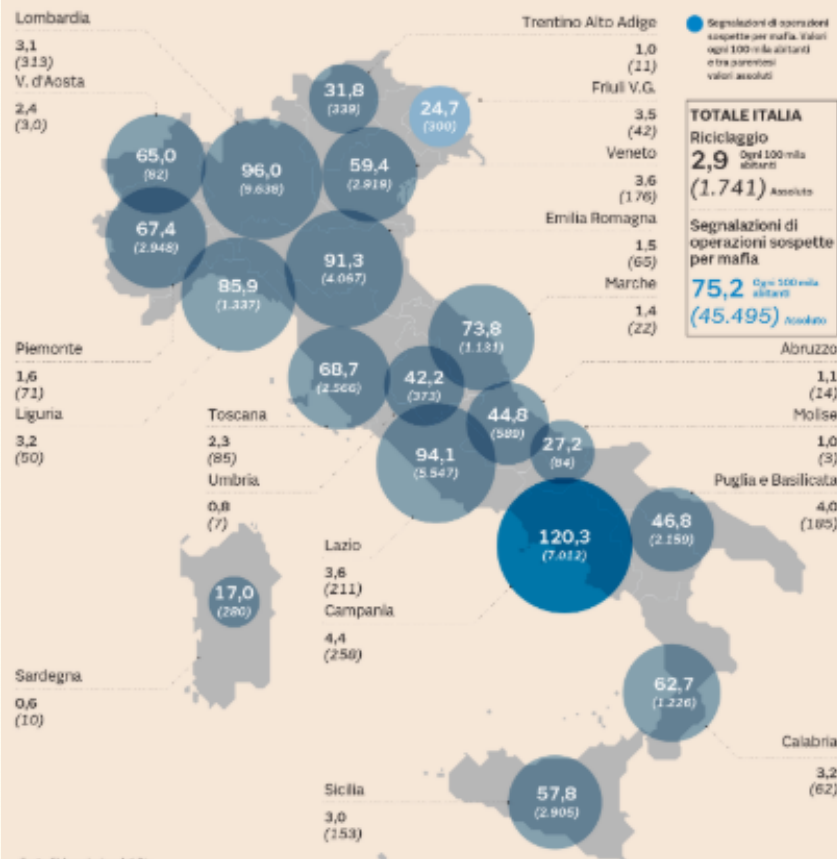 Lombardia
3,1
(313)
V. d'Aosta
2,4
(3,0)
Trentino Alto Adige
1,0
(11)
Friuli V.G.
3,5
(42)
Veneto
3,6
(176)
Emilia Romagna
1,5
(65)
Marche
1,4
(22)
Segnalazioni di operazioni
sospette per mafia. Valori
ogni 100 mila abitanti
e tra parentesi
valori assoluti
TOTALE ITALIA
Riciclaggio
2,9 Ogni 100 mila
abitanti
(1.741) Assoluto
Segnalazioni di
operazioni sospette
per mafia
75,2 Ogni 100 mila
abitanti
(45.495) Assoluto
31,8
(339)
24,7
(300)
65,0
(82)
96,0
(9.638)
59,4
(2.919)
67,4
(2.948)
91,3
(4.067)
85,9
(1.337)
73,8
(1.131)
68,7
(2.566)
42,2
(373)
44,8
(589)
27,2
(84)
94,1
(5.547)
120,3
(7.012)
46,8
(2.159)
17,0
(280)
62,7
(1.226)
57,8
(2.905)
Piemonte
1,6
(71)
Liguria
3,2
(50)
Toscana
2,3
(85)
Umbria
0,8
(7)
Abruzzo
1,1
(14)
Molise
1,0
(3)
Puglia e Basilicata
4,0
(185)
Lazio
3,6
(211)
Campania
4,4
(258)
Sardegna
0,6
(10)
Calabria
3,2
(62)
Sicilia
3,0
(153)